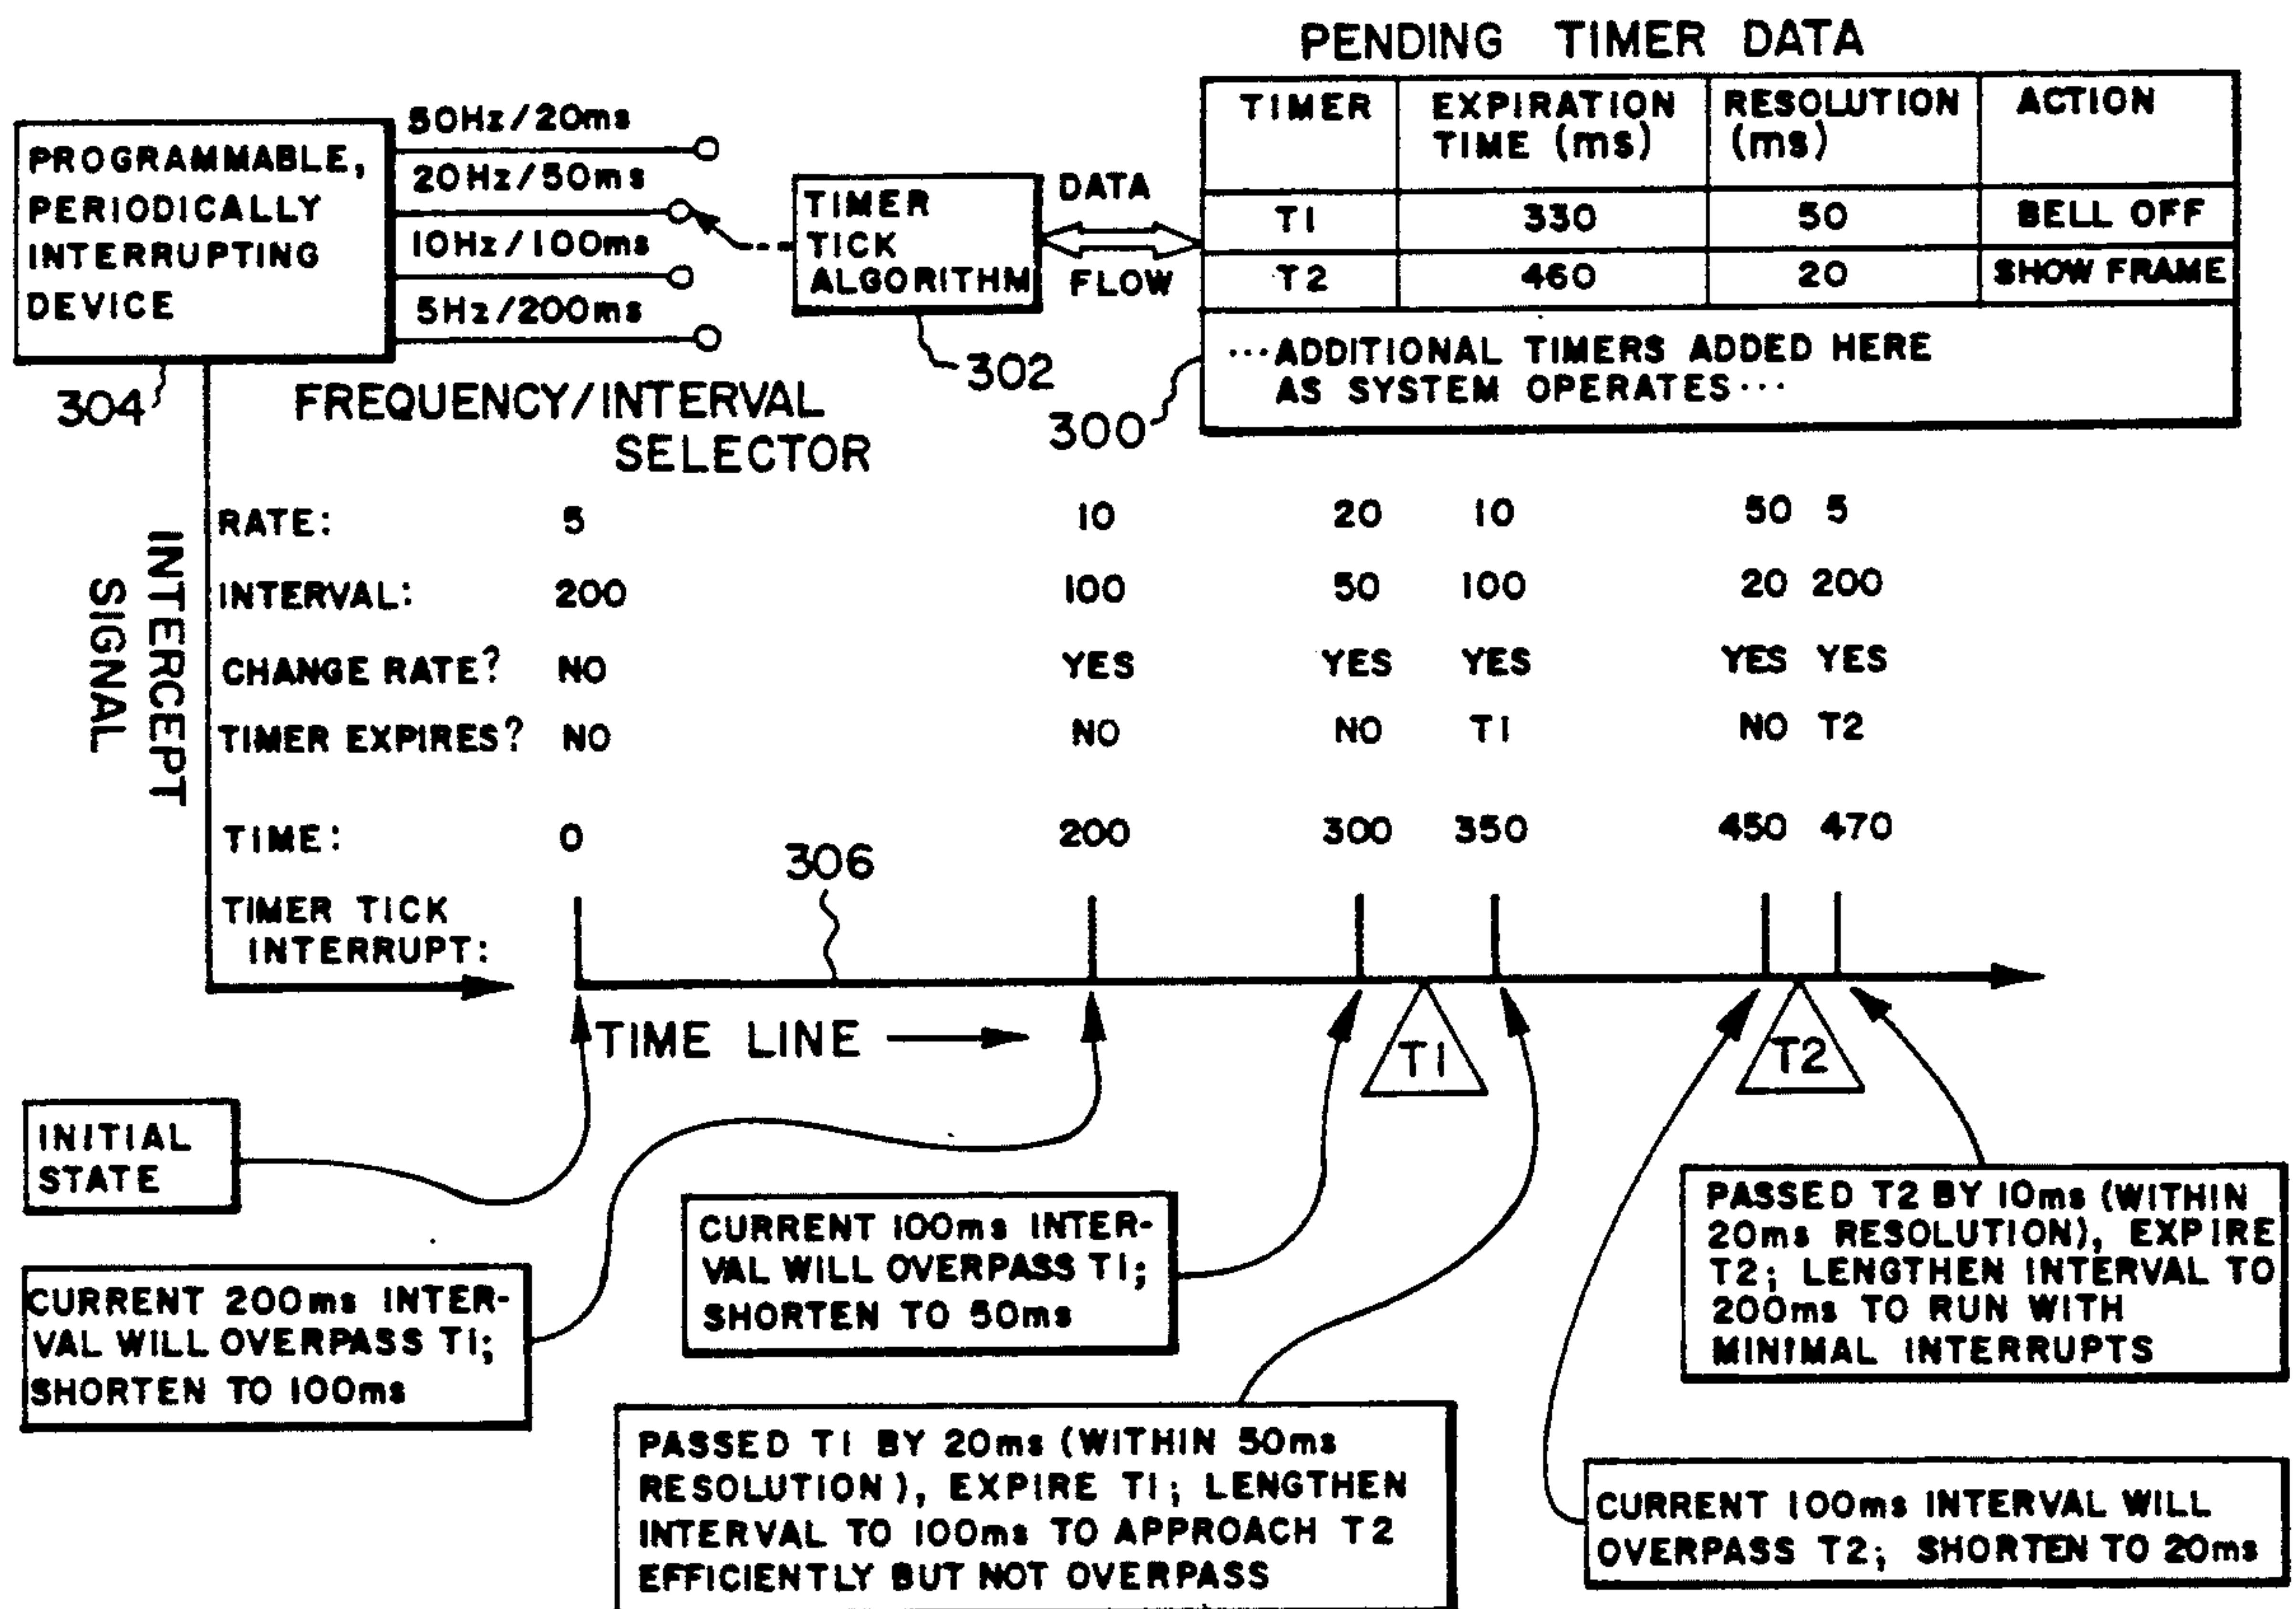 PENDING TIMER DATA
TIMER
EXPIRATION
TIME (ms)
RESOLUTION
(ms)
ACTION
T1 330 50 BELL OFF
T2 460 20 SHOW FRAME
···ADDITIONAL TIMERS ADDED HERE
AS SYSTEM OPERATES···
300
PROGRAMMABLE,
PERIODICALLY
INTERRUPTING
DEVICE
304
50Hz/20ms
20Hz/50ms
10Hz/100ms
5Hz/200ms
FREQUENCY/INTERVAL
SELECTOR
TIMER
TICK
ALGORITHM
302
DATA
FLOW
INTERCEPT
SIGNAL
RATE: 5 10 20 10 50 5
INTERVAL: 200 100 50 100 20 200
CHANGE RATE? NO YES YES YES YES YES
TIMER EXPIRES? NO NO NO T1 NO T2
TIME: 0 200 300 350 450 470
306
TIMER TICK
INTERRUPT:
TIME LINE
T1
T2
INITIAL
STATE
CURRENT 200ms INTER-
VAL WILL OVERPASS T1;
SHORTEN TO 100ms
CURRENT 100ms INTER-
VAL WILL OVERPASS T1;
SHORTEN TO 50ms
PASSED T1 BY 20ms (WITHIN 50ms
RESOLUTION), EXPIRE T1; LENGTHEN
INTERVAL TO 100ms TO APPROACH T2
EFFICIENTLY BUT NOT OVERPASS
PASSED T2 BY 10ms (WITHIN
20ms RESOLUTION), EXPIRE
T2; LENGTHEN INTERVAL TO
200ms TO RUN WITH
MINIMAL INTERRUPTS
CURRENT 100ms INTERVAL WILL
OVERPASS T2; SHORTEN TO 20ms